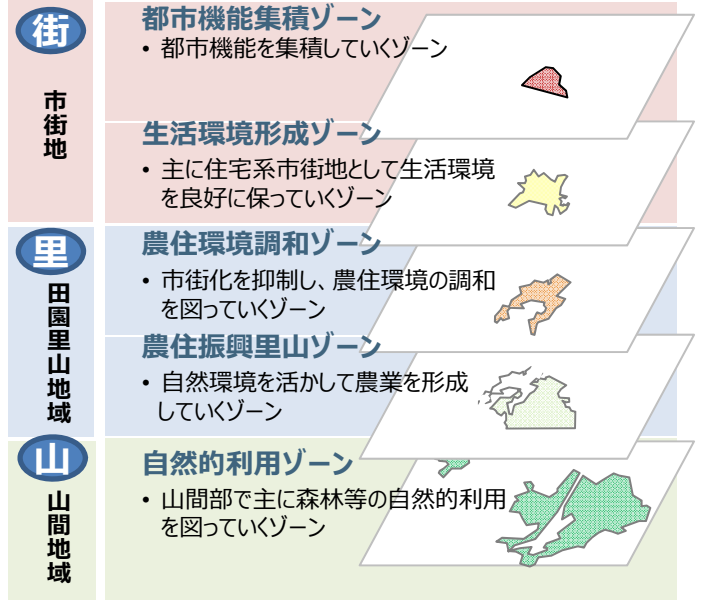 街
市街地
都市機能集積ゾーン
• 都市機能を集積していくゾーン
生活環境形成ゾーン
• 主に住宅系市街地として生活環境
を良好に保っていくゾーン
里
田園里山地域
農住環境調和ゾーン
• 市街化を抑制し、農住環境の調和
を図っていくゾーン
農住振興里山ゾーン
• 自然環境を活かして農業を形成
していくゾーン
山
山間地域
自然的利用ゾーン
• 山間部で主に森林等の自然的利用
を図っていくゾーン